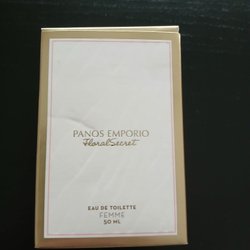 PANOS EMPORIO
Floral Secret
EAU DE TOILETTE
FEMME
50 ML